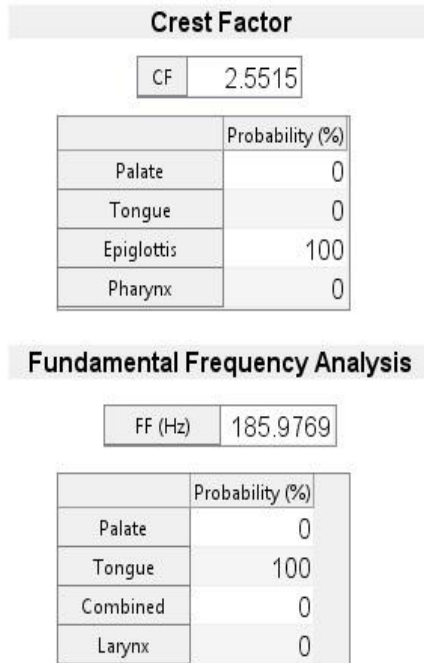 Crest Factor
CF 2.5515
Probability (%)
Palate 0
Tongue 0
Epiglottis 100
Pharynx 0
Fundamental Frequency Analysis
FF (Hz) 185.9769
Probability (%)
Palate 0
Tongue 100
Combined 0
Larynx 0